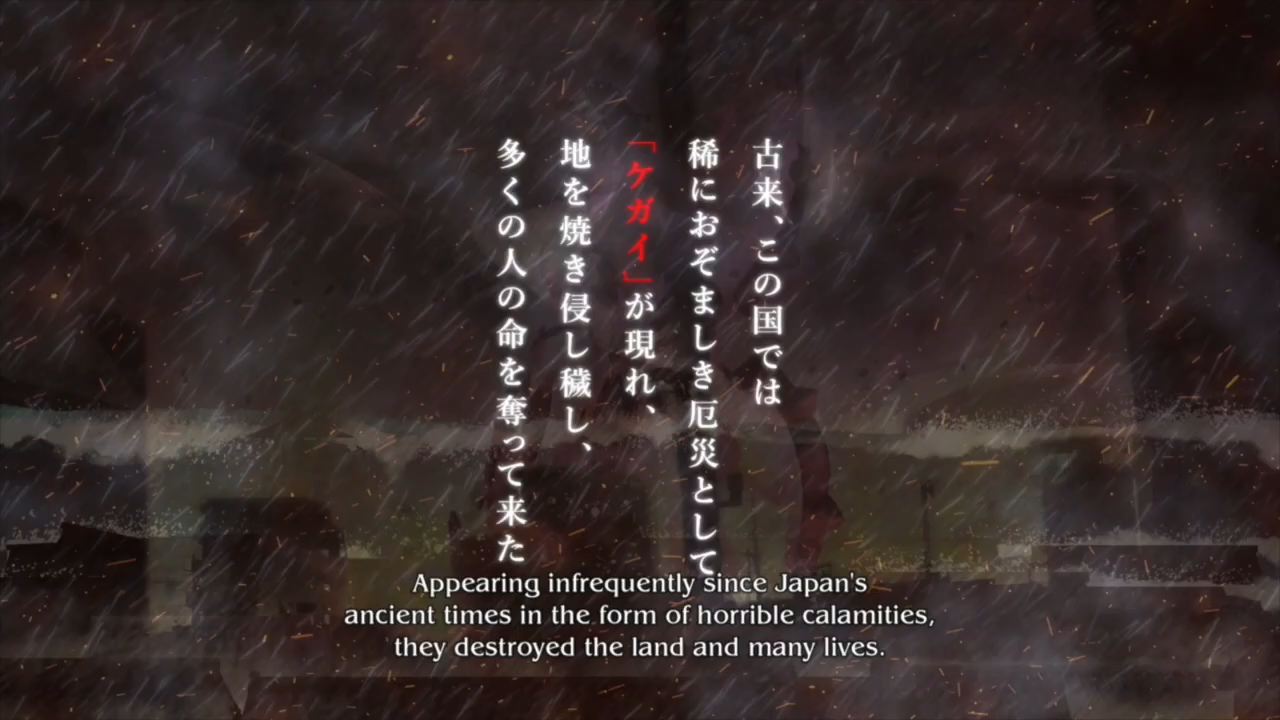 古来、この国では
稀におぞましき厄災として
「ケガイ」が現れ、
地を焼き侵し穢し、
多くの人の命を奪って来た
Appearing infrequently since Japan's
ancient times in the form of horrible calamities,
they destroyed the land and many lives.